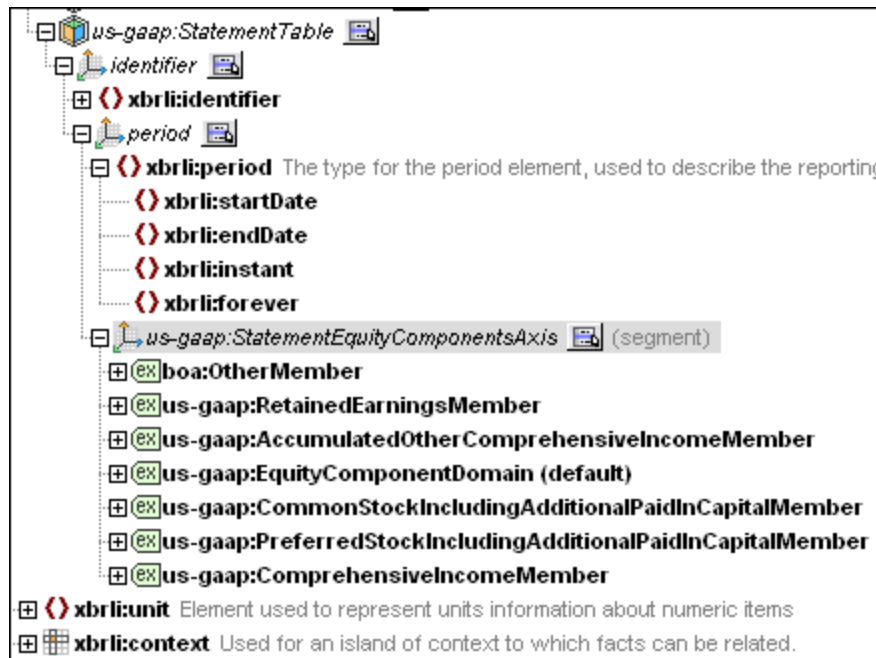 us-gaap:StatementTable
identifier
xbrli:identifier
period
xbrli:period The type for the period element, used to describe the reporting
xbrli:startDate
xbrli:endDate
xbrli:instant
xbrli:forever
us-gaap:StatementEquityComponentsAxis (segment)
ex boa:OtherMember
ex us-gaap:RetainedEarningsMember
ex us-gaap:AccumulatedOtherComprehensiveIncomeMember
ex us-gaap:EquityComponentDomain (default)
ex us-gaap:CommonStockIncludingAdditionalPaidInCapitalMember
ex us-gaap:PreferredStockIncludingAdditionalPaidInCapitalMember
ex us-gaap:ComprehensiveIncomeMember
xbrli:unit Element used to represent units information about numeric items
xbrli:context Used for an island of context to which facts can be related.